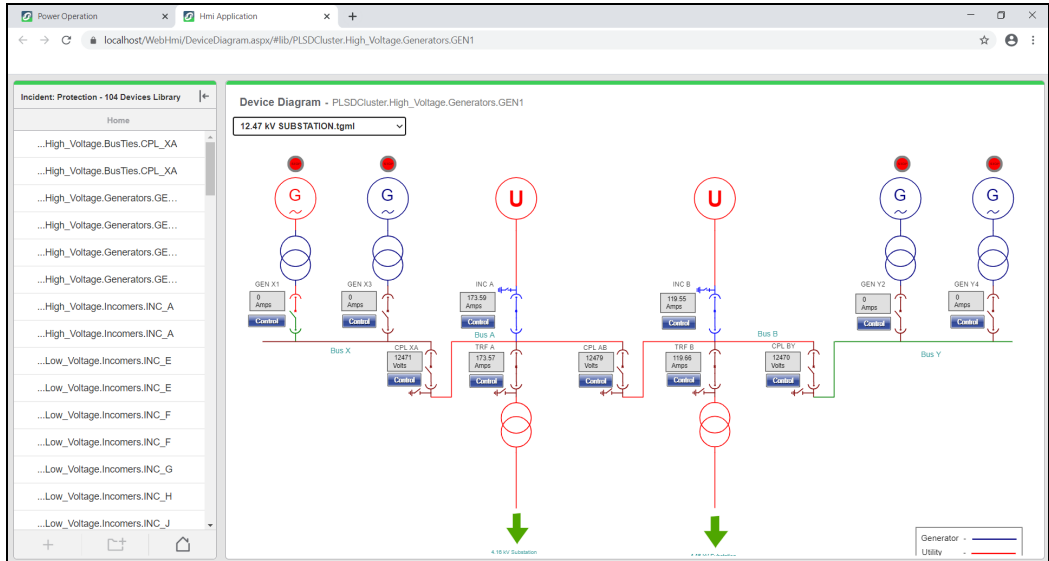 Power Operation
Hmi Application
localhost/WebHmi/DeviceDiagram.aspx/#lib/PLSDCluster.High_Voltage.Generators.GEN1
Incident: Protection - 104 Devices Library
Home
...High_Voltage.BusTies.CPL_XA
...High_Voltage.BusTies.CPL_XA
...High_Voltage.Generators.GE...
...High_Voltage.Generators.GE...
...High_Voltage.Generators.GE...
...High_Voltage.Generators.GE...
...High_Voltage.Incomers.INC_A
...High_Voltage.Incomers.INC_A
...Low_Voltage.Incomers.INC_E
...Low_Voltage.Incomers.INC_E
...Low_Voltage.Incomers.INC_F
...Low_Voltage.Incomers.INC_F
...Low_Voltage.Incomers.INC_G
...Low_Voltage.Incomers.INC_H
...Low_Voltage.Incomers.INC_J
Device Diagram - PLSDCluster.High_Voltage.Generators.GEN1
12.47 kV SUBSTATION.tgml
G G U U G G
GEN X1 GEN X3 INC A INC B GEN Y2 GEN Y4
0 0 173.59 119.55 0 0
Amps Amps Amps Amps Amps Amps
Control Control Control Control Control Control
Bus A Bus B
Bus X CPL XA TRF A CPL AB TRF B CPL BY Bus Y
12471 173.57 12479 119.66 12470
Volts Amps Volts Amps Volts
Control Control Control Control Control
4.16 kV Substation
Generator -
Utility -